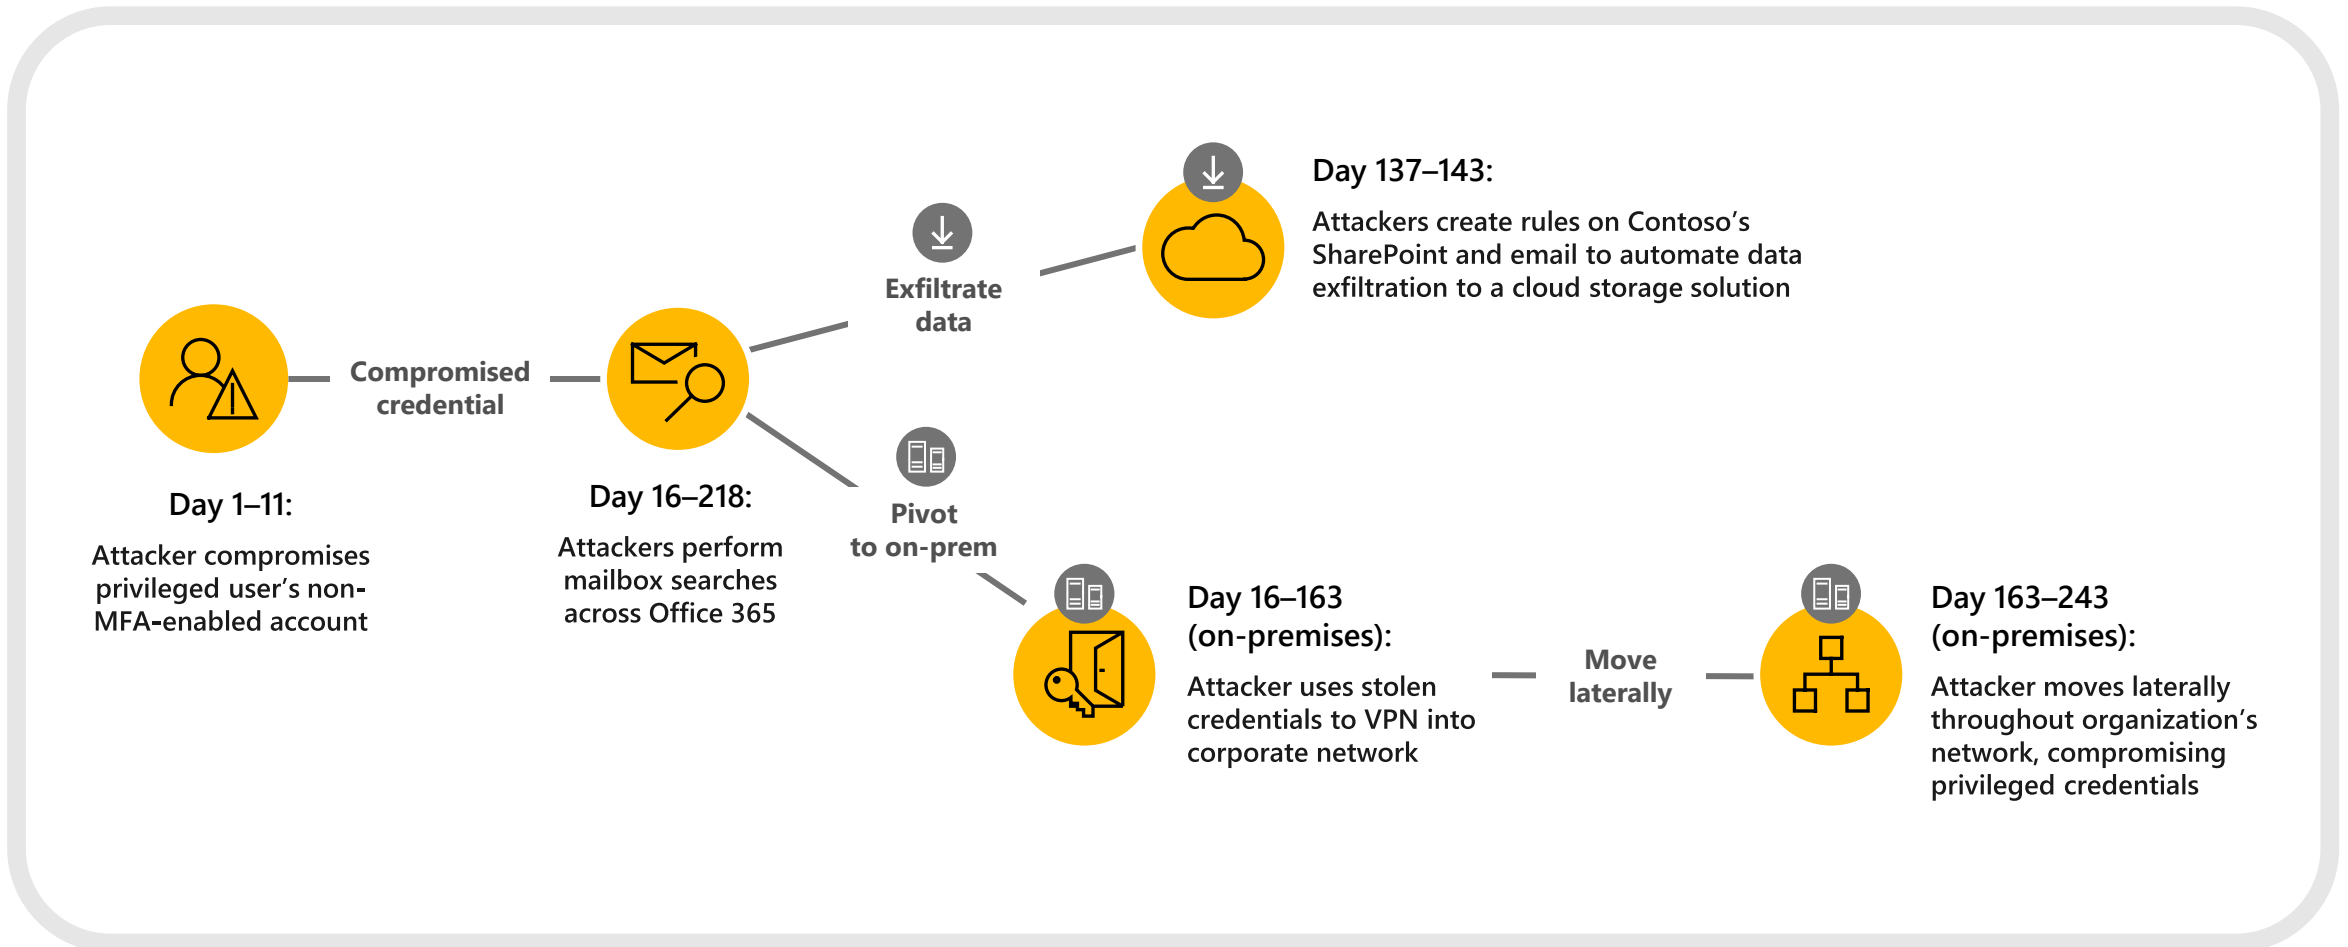 Day 1–11:
Attacker compromises
privileged user's non-
MFA-enabled account
Compromised
credential
Day 16–218:
Attackers perform
mailbox searches
across Office 365
Exfiltrate
data
Day 137–143:
Attackers create rules on Contoso's
SharePoint and email to automate data
exfiltration to a cloud storage solution
Pivot
to on-prem
Day 16–163
(on-premises):
Attacker uses stolen
credentials to VPN into
corporate network
Move
laterally
Day 163–243
(on-premises):
Attacker moves laterally
throughout organization's
network, compromising
privileged credentials